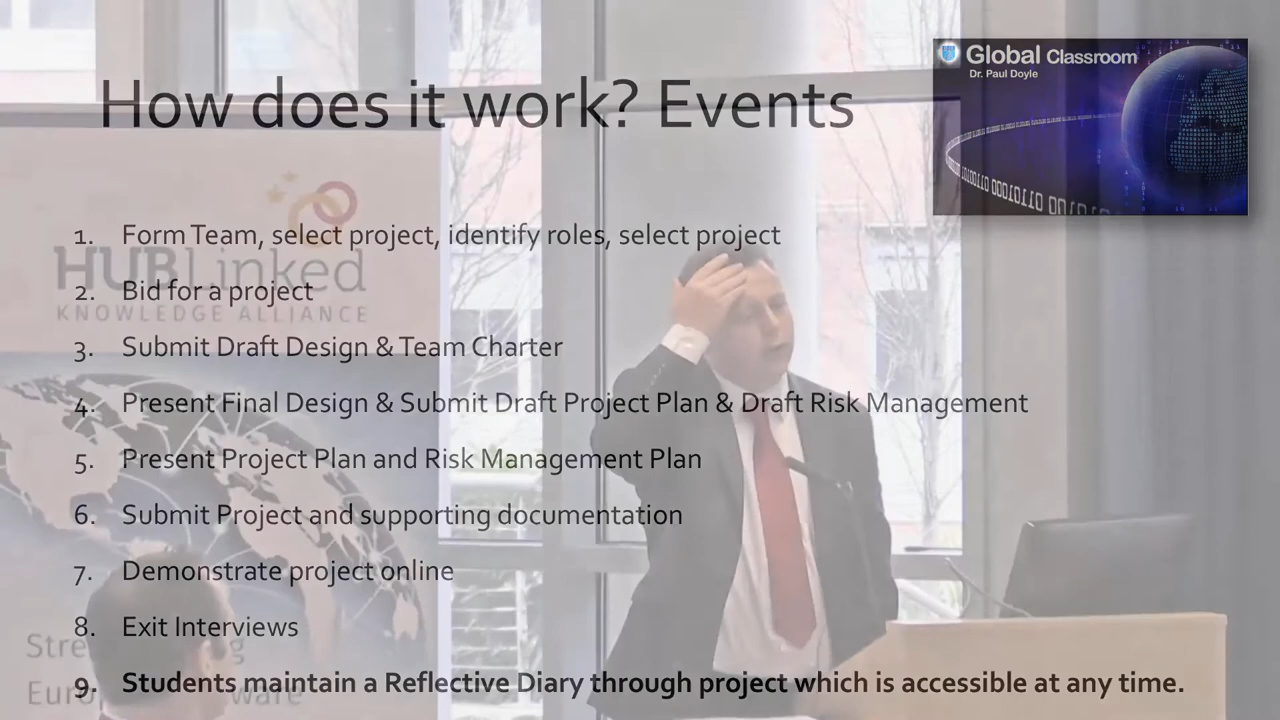 How does it work? Events
Global Classroom
Dr. Paul Doyle
1. Form Team, select project, identify roles, select project
HUBLinked
2. Bid for a project
KNOWLEDGE ALLIANCE
3. Submit Draft Design & Team Charter
4. Present Final Design & Submit Draft Project Plan & Draft Risk Management
5. Present Project Plan and Risk Management Plan
6. Submit Project and supporting documentation
7. Demonstrate project online
8. Exit Interviews
9. Students maintain a Reflective Diary through project which is accessible at any time.